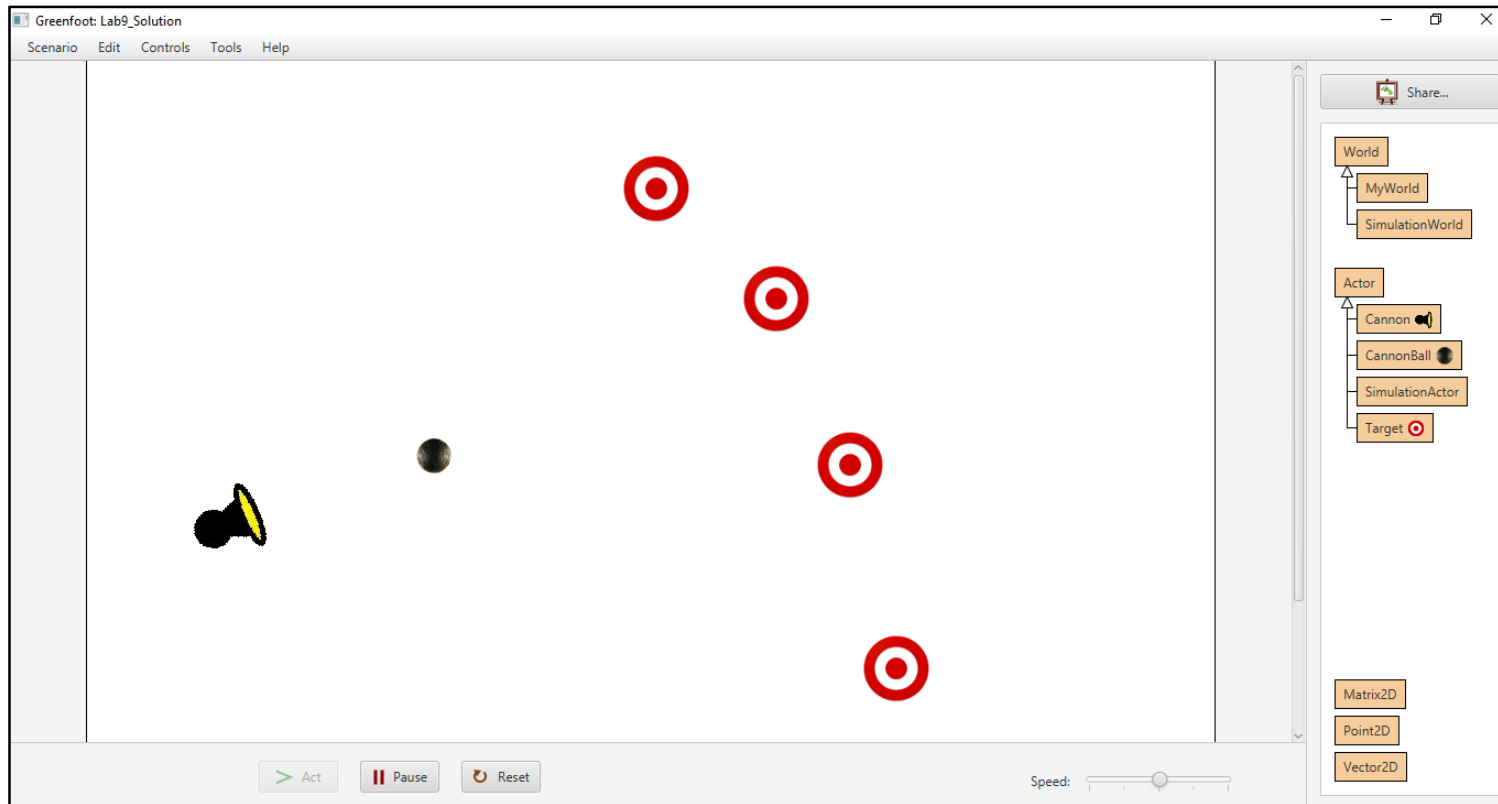 Greenfoot: Lab9_Solution
Scenario Edit Controls Tools Help
Share...
World
MyWorld
SimulationWorld
Actor
Cannon
CannonBall
SimulationActor
Target
Matrix2D
Point2D
Vector2D
Act Pause Reset Speed: